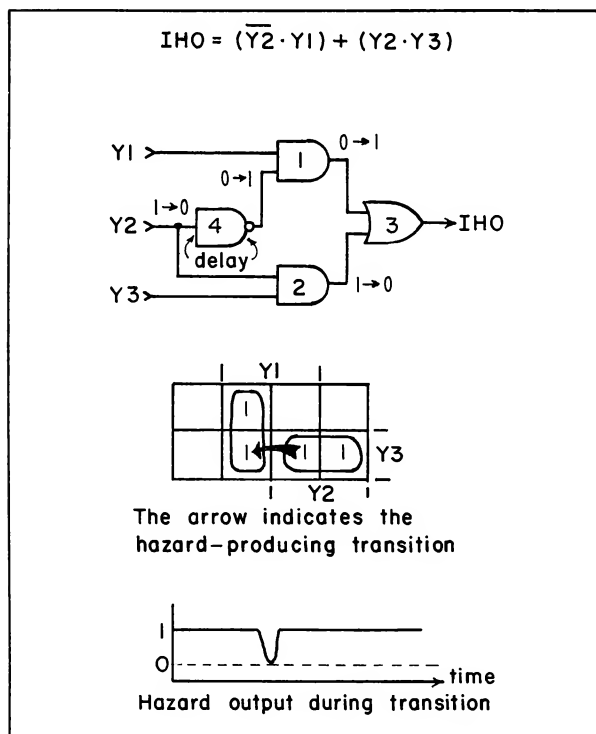 IHO = (Y̅2̅·Y1) + (Y2·Y3)
0→1
Y1
1
0→1
1→0
Y2
4
3
IHO
delay
2
1→0
Y3
Y1
1
1
1
1
Y3
Y2
The arrow indicates the
hazard-producing transition
1
0
time
Hazard output during transition